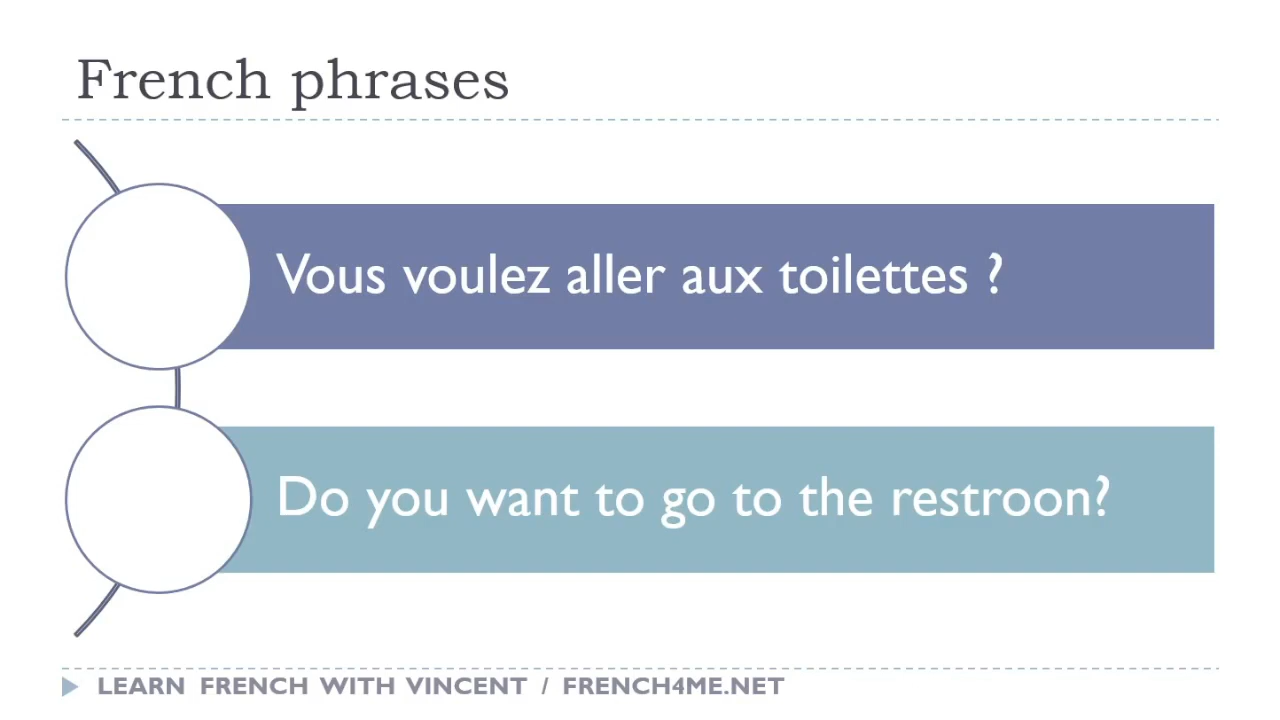 French phrases
Vous voulez aller aux toilettes ?
Do you want to go to the restroon?
LEARN FRENCH WITH VINCENT / FRENCH4ME.NET